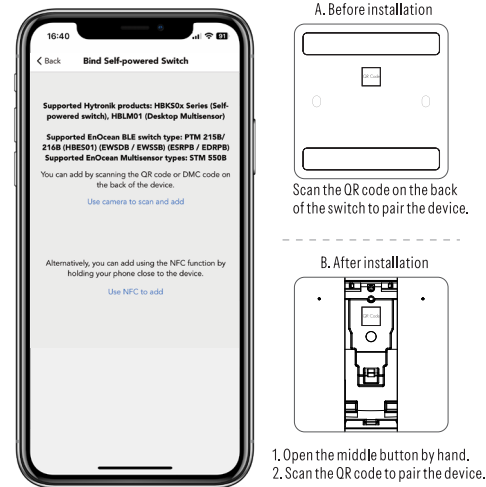 16:40
91
Back
Bind Self-powered Switch
Supported Hytronik products: HBKS0x Series (Self-
powered switch), HBLM01 (Desktop Multisensor)
Supported EnOcean BLE switch type: PTM 215B/
216B (HBES01) (EWSDB / EWSSB) (ESRPB / EDRPB)
Supported EnOcean Multisensor types: STM 550B
You can add by scanning the QR code or DMC code on
the back of the device.
Use camera to scan and add
Alternatively, you can add using the NFC function by
holding your phone close to the device.
Use NFC to add
A. Before installation
QR Code
Scan the QR code on the back
of the switch to pair the device.
B. After installation
QR Code
1. Open the middle button by hand.
2. Scan the QR code to pair the device.